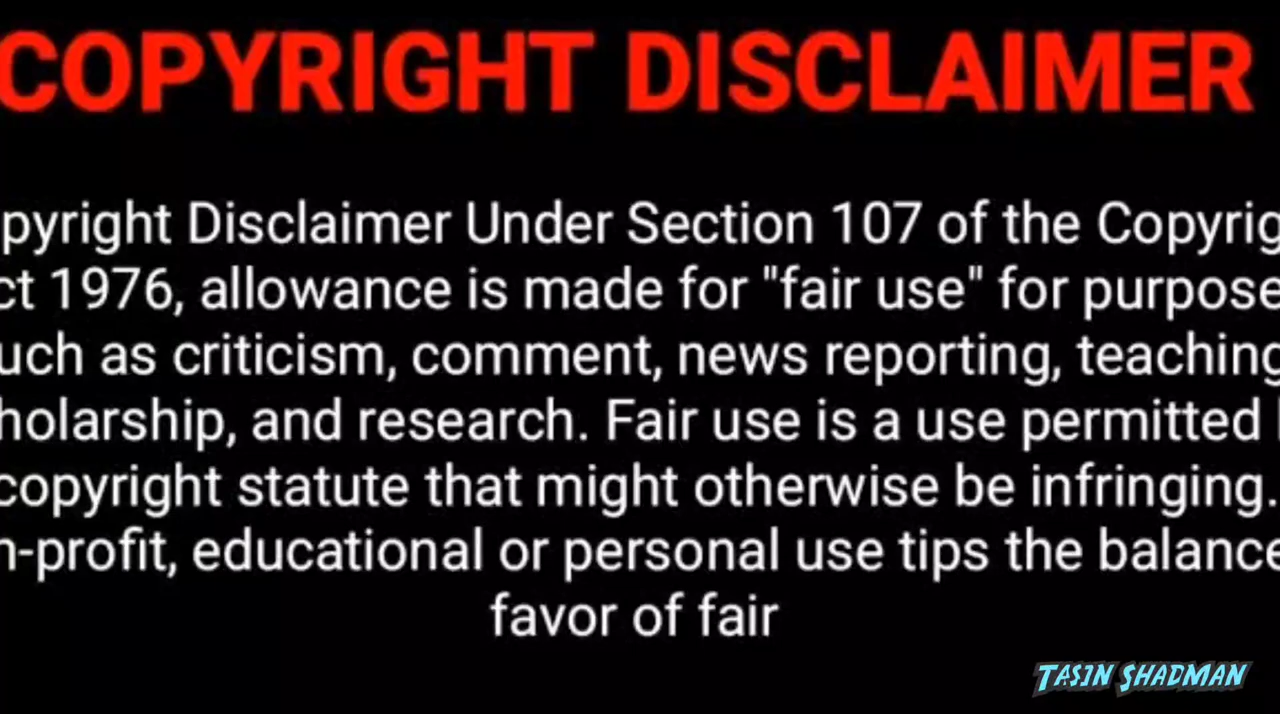 COPYRIGHT DISCLAIMER
pyright Disclaimer Under Section 107 of the Copyrig
ct 1976, allowance is made for "fair use" for purpose
uch as criticism, comment, news reporting, teaching
holarship, and research. Fair use is a use permitted
copyright statute that might otherwise be infringing.
n-profit, educational or personal use tips the balance
favor of fair
TASIN SHADMAN